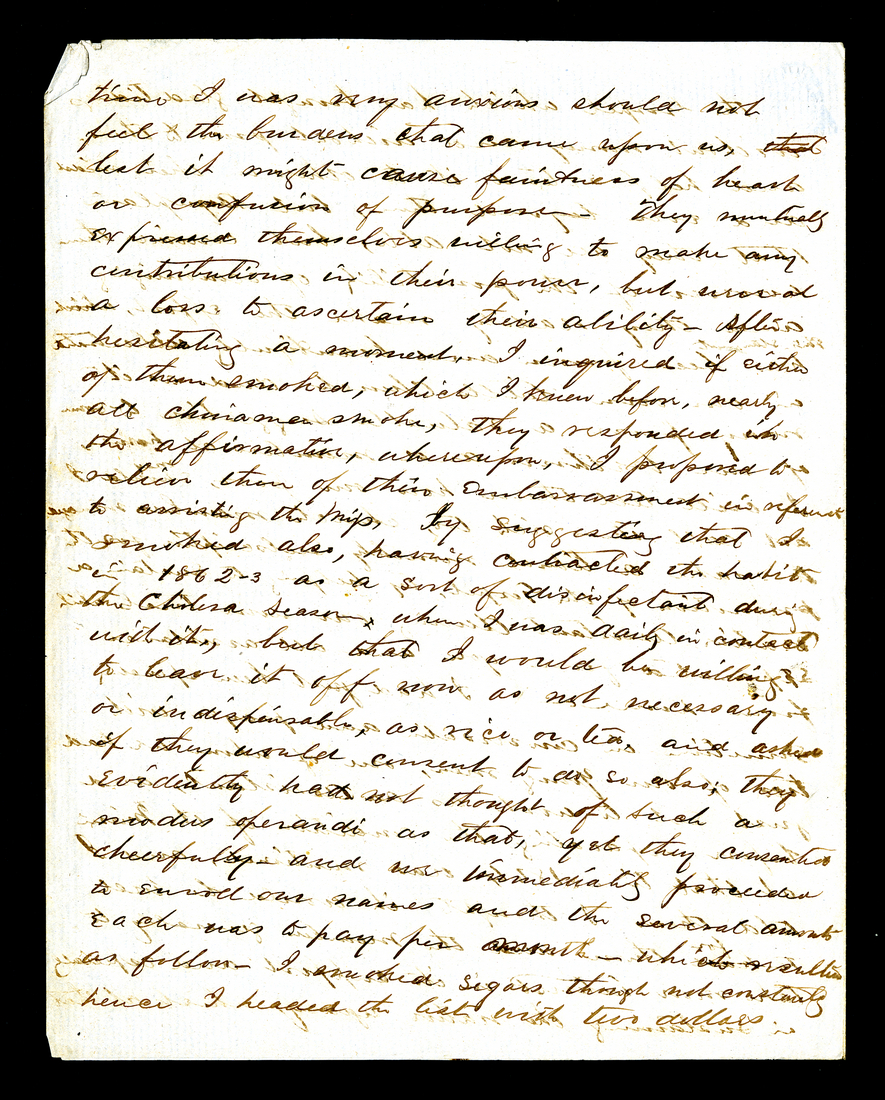 time I was very anxious should not
feel the burdens that came upon us, that
lest it might cause faintness of heart
or confusion of purpose - They mutually
expressed themselves willing to make any
contributions in their power, but were at
a loss to ascertain their ability - After
hesitating a moment, I inquired if either
of them smoked, which I knew before, nearly
all chinamen smoke, they responded in
the affirmative, whereupon, I proposed to
relieve them of their embarrassment in reference
to assisting the Miss, by suggesting that I
smoked also, having contracted the habit
in 1862-3 as a sort of disinfectant during
the Cholera season, when I was daily in contact
with it, but that I would be willing
to leave it off now as not necessary
or indispensable, as rice or tea, and asked
if they would consent to do so also; they
evidently had not thought of such a
modus operandi as that, yet they consented
cheerfully - and we immediately proceeded
to enroll our names and the several amounts
each was to pay per month - which resulted
as follow - I smoked segars though not constantly
hence I headed the list with two dollars.